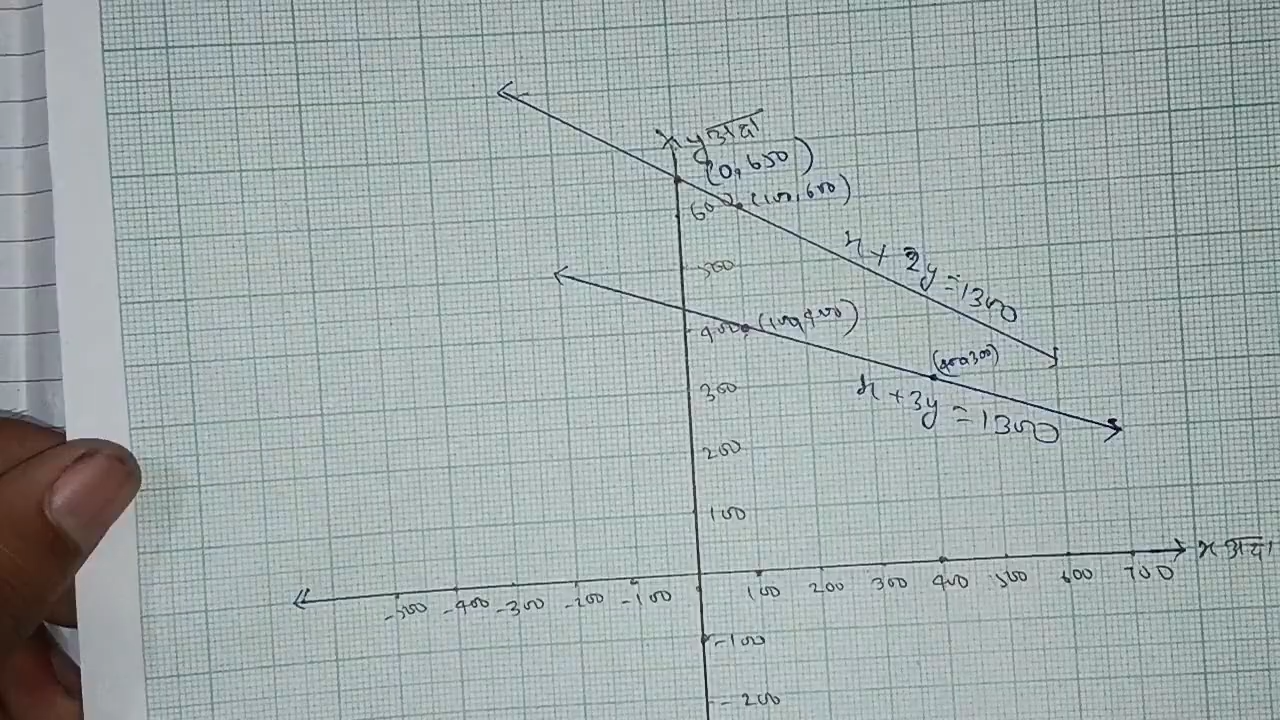 y अक्ष
(0, 650)
600 (100, 600)
x + 2y = 1300
500
400 (100, 400)
(400 300)
300
x + 3y = 1300
200
100
x अक्ष
-500 -400 -300 -200 -100 100 200 300 400 500 600 700
-100
-200